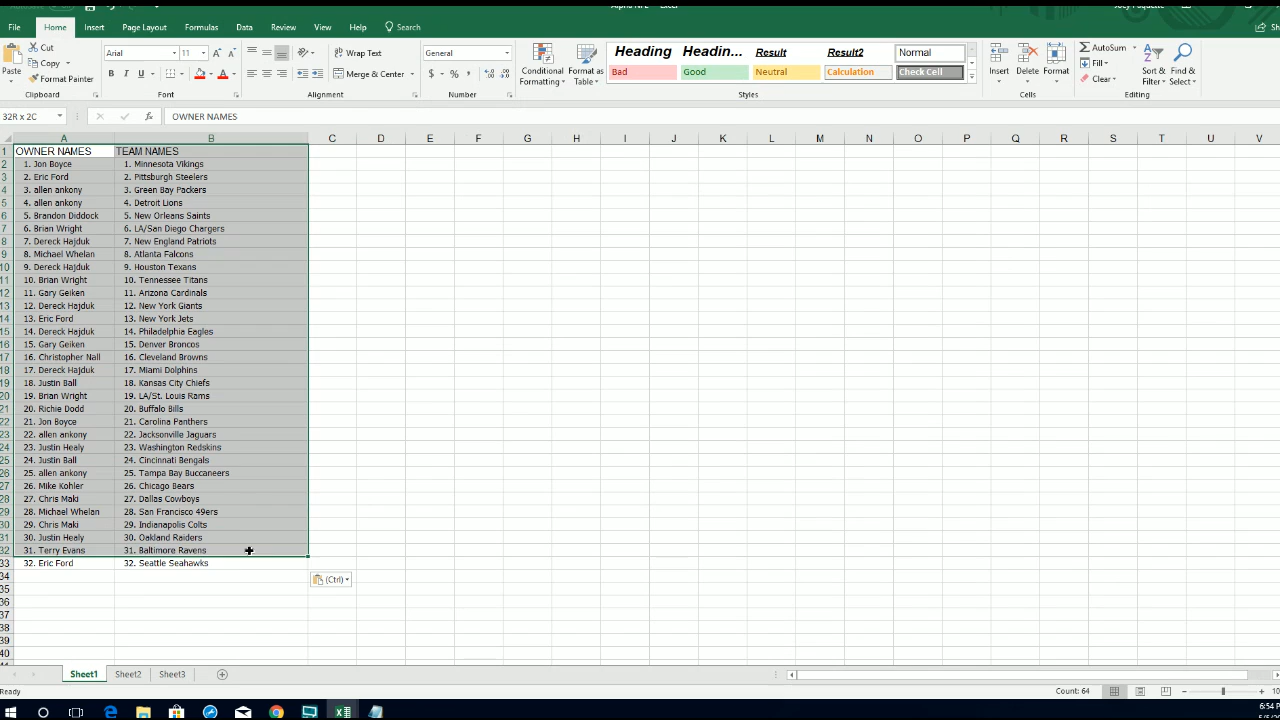 File Home Insert Page Layout Formulas Data Review View Help Search
Cut
Copy
Format Painter
Paste
Clipboard
Arial 11
Font
Wrap Text
Merge & Center
Alignment
General
Number
Conditional Formatting
Format as Table
Heading Headin... Result Result2 Normal
Bad Good Neutral Calculation Check Cell
Styles
Insert Delete Format
Cells
AutoSum
Fill
Clear
Sort & Filter
Find & Select
Editing
32R x 2C OWNER NAMES
A B C D E F G H I J K L M N O P Q R S T U V
1 OWNER NAMES TEAM NAMES
2 1. Jon Boyce 1. Minnesota Vikings
3 2. Eric Ford 2. Pittsburgh Steelers
4 3. allen ankony 3. Green Bay Packers
5 4. allen ankony 4. Detroit Lions
6 5. Brandon Diddock 5. New Orleans Saints
7 6. Brian Wright 6. LA/San Diego Chargers
8 7. Dereck Hajduk 7. New England Patriots
9 8. Michael Whelan 8. Atlanta Falcons
10 9. Dereck Hajduk 9. Houston Texans
11 10. Brian Wright 10. Tennessee Titans
12 11. Gary Geiken 11. Arizona Cardinals
13 12. Dereck Hajduk 12. New York Giants
14 13. Eric Ford 13. New York Jets
15 14. Dereck Hajduk 14. Philadelphia Eagles
16 15. Gary Geiken 15. Denver Broncos
17 16. Christopher Nall 16. Cleveland Browns
18 17. Dereck Hajduk 17. Miami Dolphins
19 18. Justin Ball 18. Kansas City Chiefs
20 19. Brian Wright 19. LA/St. Louis Rams
21 20. Richie Dodd 20. Buffalo Bills
22 21. Jon Boyce 21. Carolina Panthers
23 22. allen ankony 22. Jacksonville Jaguars
24 23. Justin Healy 23. Washington Redskins
25 24. Justin Ball 24. Cincinnati Bengals
26 25. allen ankony 25. Tampa Bay Buccaneers
27 26. Mike Kohler 26. Chicago Bears
28 27. Chris Maki 27. Dallas Cowboys
29 28. Michael Whelan 28. San Francisco 49ers
30 29. Chris Maki 29. Indianapolis Colts
31 30. Justin Healy 30. Oakland Raiders
32 31. Terry Evans 31. Baltimore Ravens
33 32. Eric Ford 32. Seattle Seahawks
34 (Ctrl)
35
36
37
38
39
40
Sheet1 Sheet2 Sheet3
Ready Count: 64
6:54